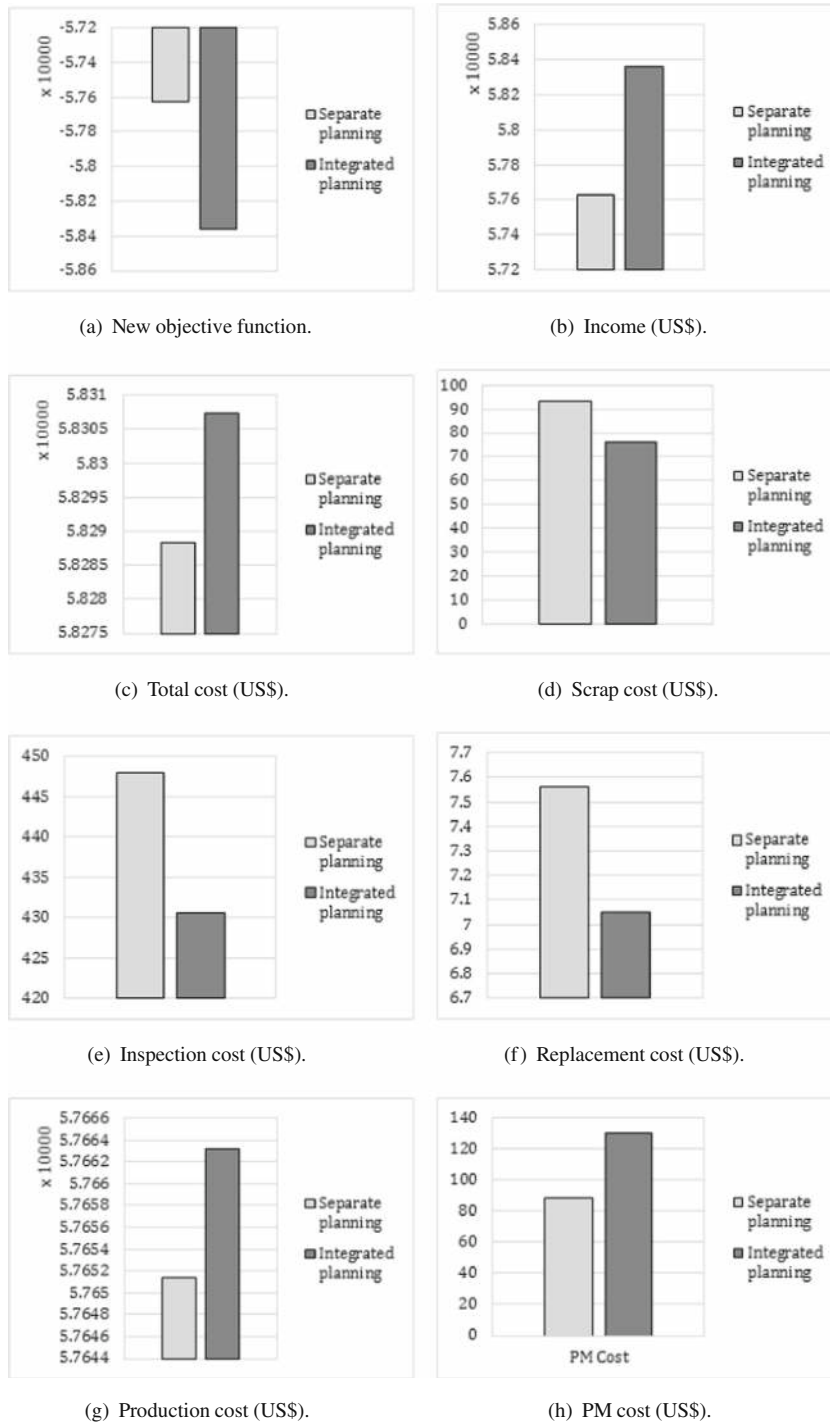 -5.72
-5.74
-5.76
-5.78
-5.8
-5.82
-5.84
-5.86
x 10000
Separate
planning
Integrated
planning
(a) New objective function.
5.86
5.84
5.82
5.8
5.78
5.76
5.74
5.72
x 10000
Separate
planning
Integrated
planning
(b) Income (US$).
5.831
5.8305
5.83
5.8295
5.829
5.8285
5.828
5.8275
x 10000
Separate
planning
Integrated
planning
(c) Total cost (US$).
100
90
80
70
60
50
40
30
20
10
0
Separate
planning
Integrated
planning
(d) Scrap cost (US$).
450
445
440
435
430
425
420
Separate
planning
Integrated
planning
(e) Inspection cost (US$).
7.7
7.6
7.5
7.4
7.3
7.2
7.1
7
6.9
6.8
6.7
Separate
planning
Integrated
planning
(f) Replacement cost (US$).
5.7666
5.7664
5.7662
5.766
5.7658
5.7656
5.7654
5.7652
5.765
5.7648
5.7646
5.7644
x 10000
Separate
planning
Integrated
planning
(g) Production cost (US$).
140
120
100
80
60
40
20
0
PM Cost
Separate
planning
Integrated
planning
(h) PM cost (US$).